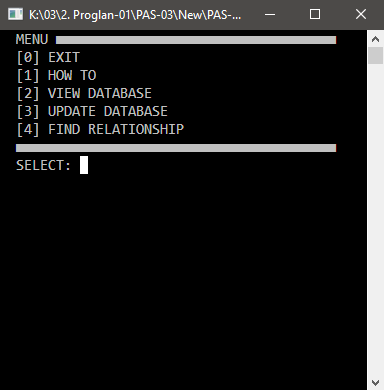 K:\03\2. Proglan-01\PAS-03\New\PAS-...
MENU
[0] EXIT
[1] HOW TO
[2] VIEW DATABASE
[3] UPDATE DATABASE
[4] FIND RELATIONSHIP
SELECT: